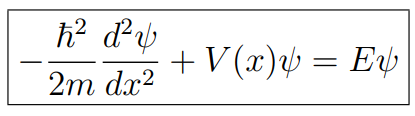 $-\frac{\hbar^2}{2m}\frac{d^2\psi}{dx^2} + V(x)\psi = E\psi$